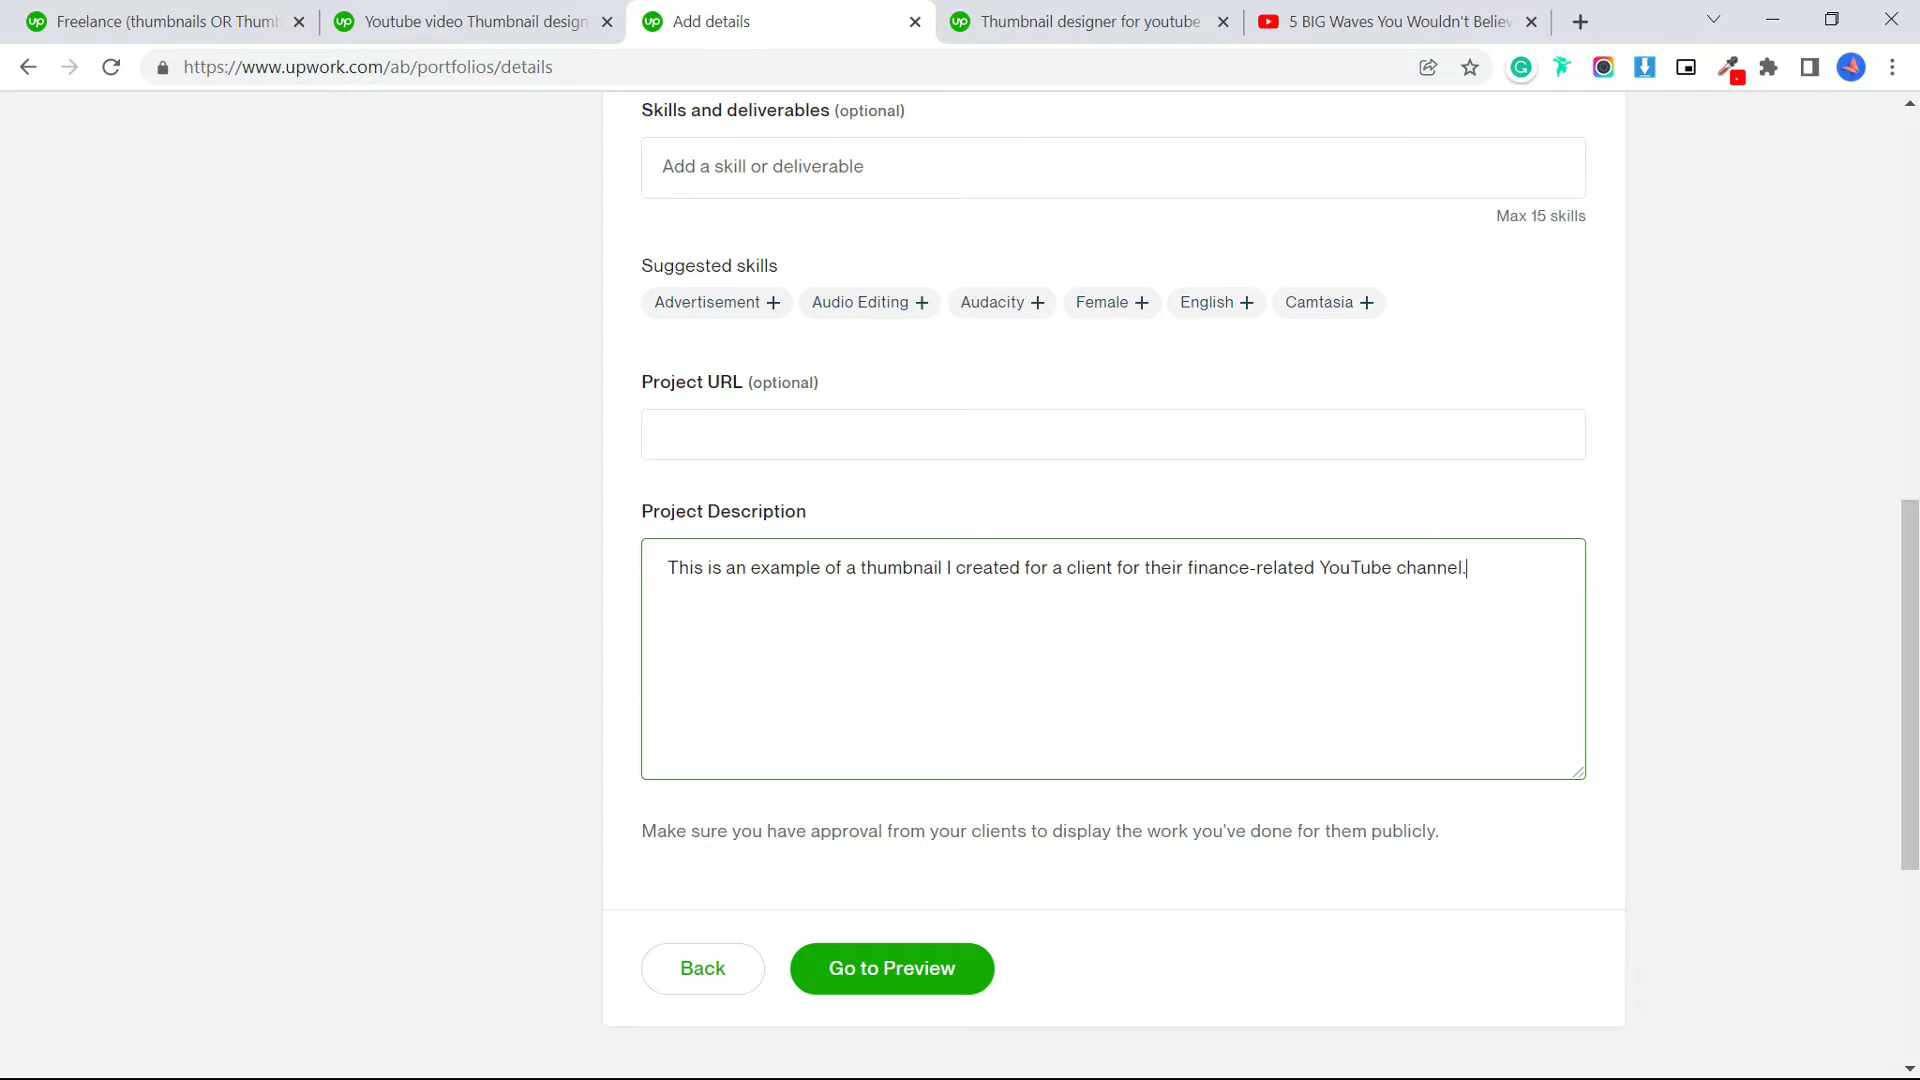 Freelance (thumbnails OR Thumb
Youtube video Thumbnail design
Add details
Thumbnail designer for youtube
5 BIG Waves You Wouldn't Believ
https://www.upwork.com/ab/portfolios/details
Skills and deliverables (optional)
Add a skill or deliverable
Max 15 skills
Suggested skills
Advertisement + Audio Editing + Audacity + Female + English + Camtasia +
Project URL (optional)
Project Description
This is an example of a thumbnail I created for a client for their finance-related YouTube channel.
Make sure you have approval from your clients to display the work you've done for them publicly.
Back
Go to Preview